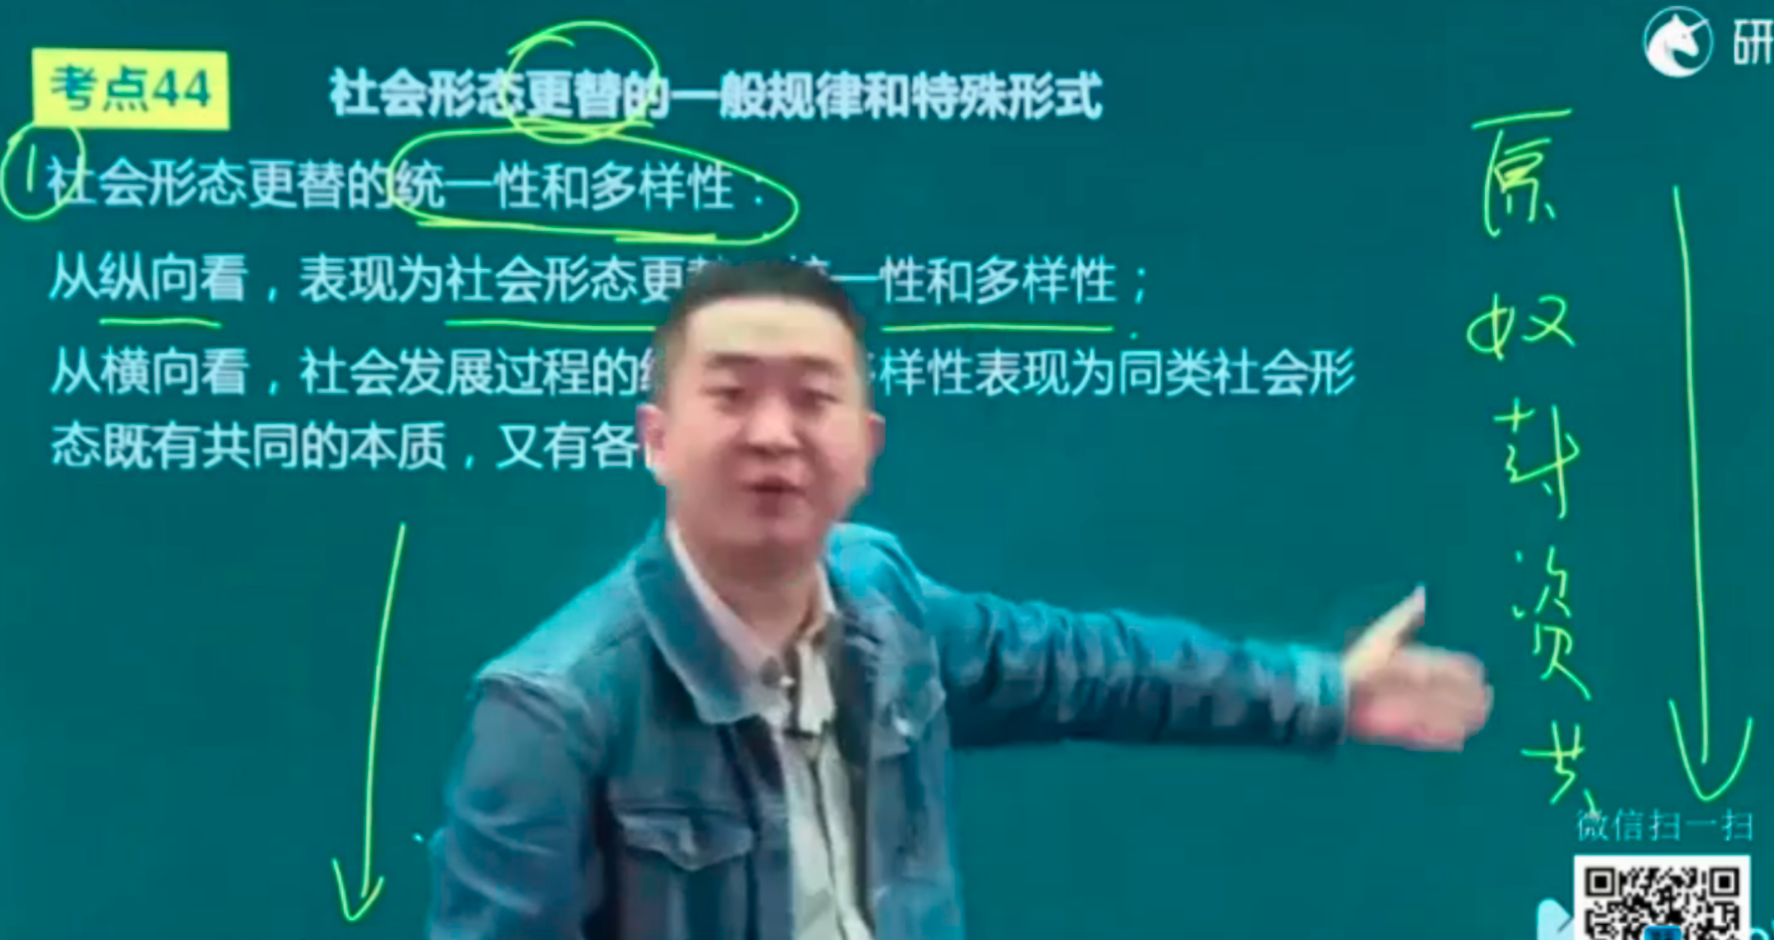 研
考点44
社会形态更替的一般规律和特殊形式
1 社会形态更替的统一性和多样性：
从纵向看，表现为社会形态更 一性和多样性；
从横向看，社会发展过程的 样性表现为同类社会形
态既有共同的本质，又有各
原
奴
封
资
共
微信扫一扫